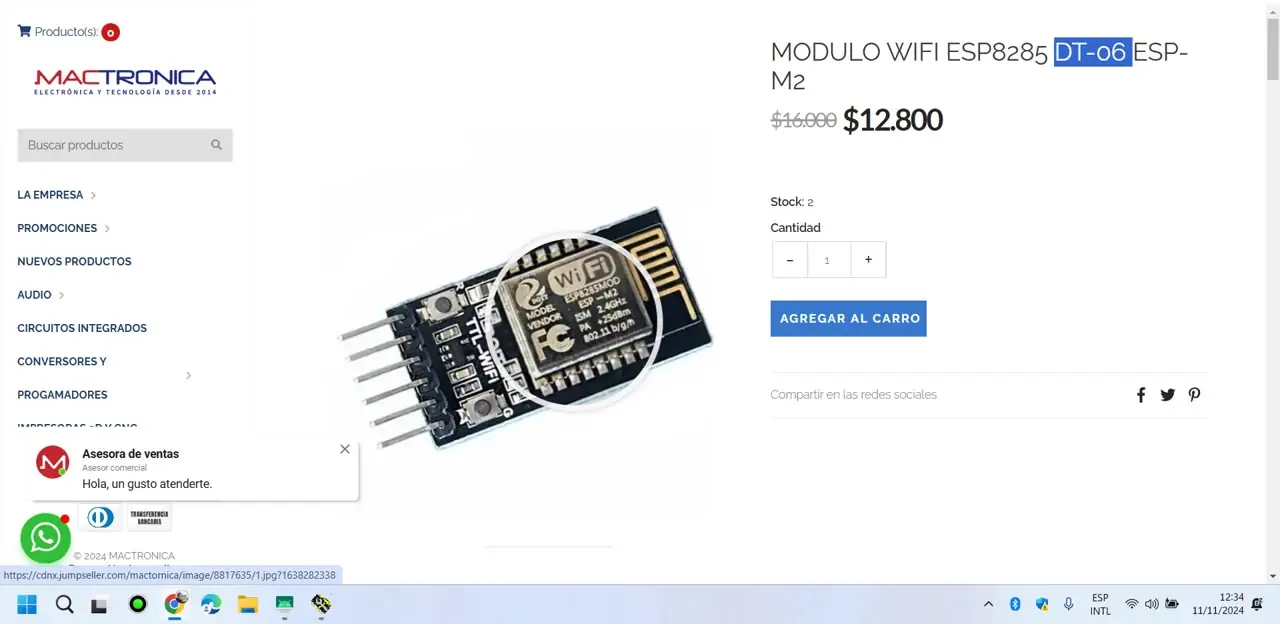 Producto(s): 0
MACTRONICA
ELECTRÓNICA Y TECNOLOGÍA DESDE 2014
Buscar productos
LA EMPRESA
PROMOCIONES
NUEVOS PRODUCTOS
AUDIO
CIRCUITOS INTEGRADOS
CONVERSORES Y
PROGAMADORES
IMPRESORAS 3D Y CNC
Asesora de ventas
Asesor comercial
Hola, un gusto atenderte.
TRANSFERENCIA
BANCARIA
© 2024 MACTRONICA.
https://cdnx.jumpseller.com/mactornica/image/8817635/1.jpg?1638282338
WiFi
ESP8285MOD
MODEL ESP-M2
VENDOR ISM 2.4GHz
PA +25dBm
FC 802.11 b/g/n
TTL-WiFi
MODULO WIFI ESP8285 DT-06 ESP-
M2
$16.000 $12.800
Stock: 2
Cantidad
- 1 +
AGREGAR AL CARRO
Compartir en las redes sociales
ESP
INTL
12:34
11/11/2024